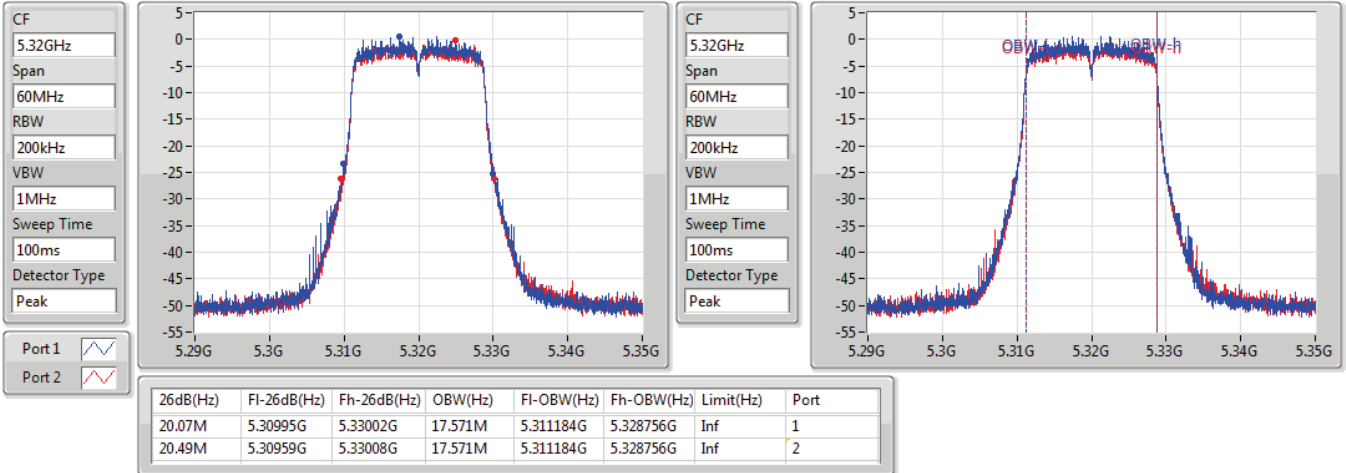 CF
5.32GHz
Span
60MHz
RBW
200kHz
VBW
1MHz
Sweep Time
100ms
Detector Type
Peak
Port 1
Port 2
5
0
-5
-10
-15
-20
-25
-30
-35
-40
-45
-50
-55
5.29G 5.3G 5.31G 5.32G 5.33G 5.34G 5.35G
CF
5.32GHz
Span
60MHz
RBW
200kHz
VBW
1MHz
Sweep Time
100ms
Detector Type
Peak
5
0
-5
-10
-15
-20
-25
-30
-35
-40
-45
-50
-55
OBW-h
5.29G 5.3G 5.31G 5.32G 5.33G 5.34G 5.35G
26dB(Hz) Fl-26dB(Hz) Fh-26dB(Hz) OBW(Hz) Fl-OBW(Hz) Fh-OBW(Hz) Limit(Hz) Port
20.07M 5.30995G 5.33002G 17.571M 5.311184G 5.328756G Inf 1
20.49M 5.30959G 5.33008G 17.571M 5.311184G 5.328756G Inf 2